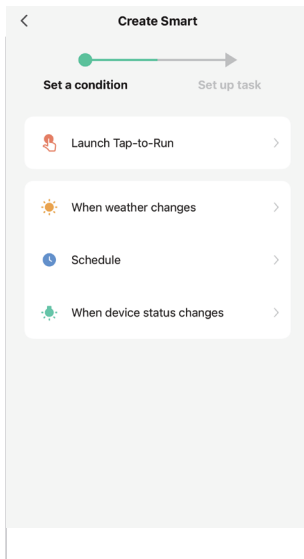 Create Smart
Set a condition Set up task
Launch Tap-to-Run
When weather changes
Schedule
When device status changes